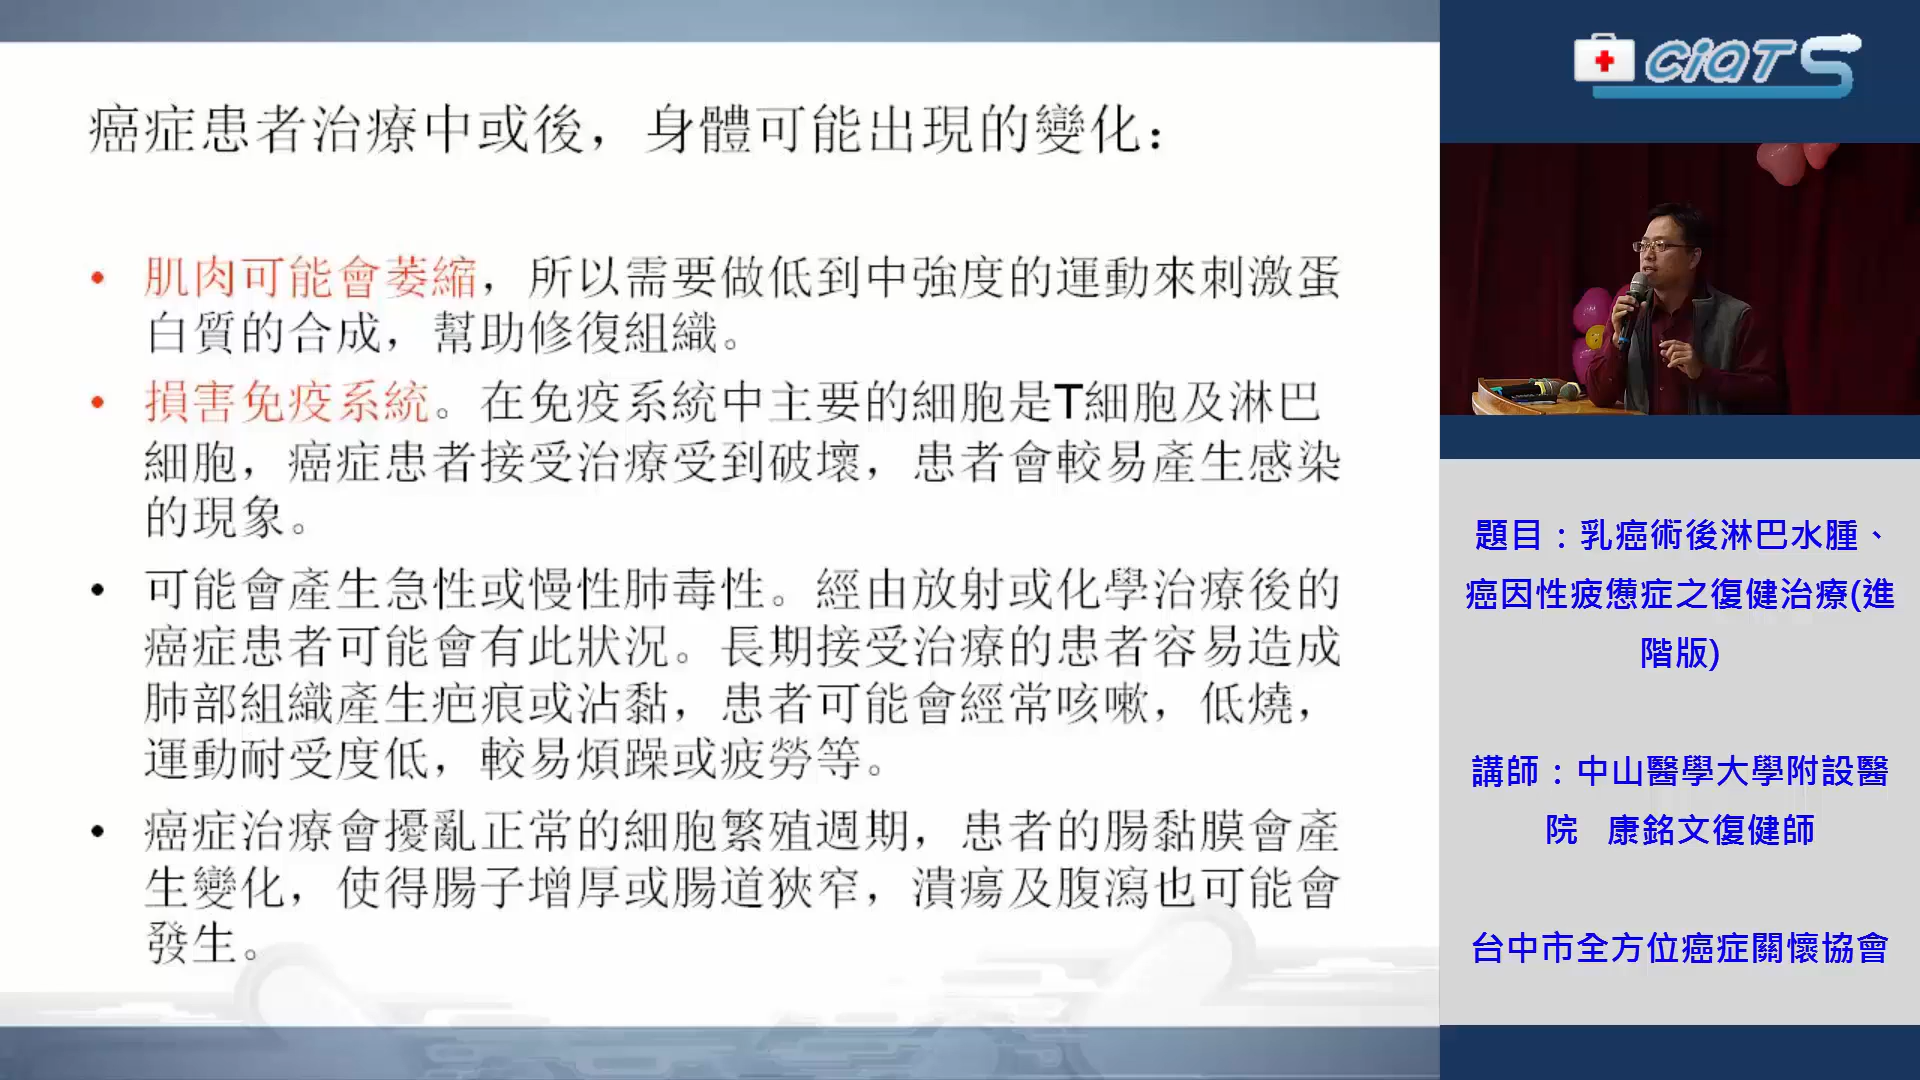 癌症患者治療中或後，身體可能出現的變化：
• 肌肉可能會萎縮，所以需要做低到中強度的運動來刺激蛋
白質的合成，幫助修復組織。
• 損害免疫系統。在免疫系統中主要的細胞是T細胞及淋巴
細胞，癌症患者接受治療受到破壞，患者會較易產生感染
的現象。
• 可能會產生急性或慢性肺毒性。經由放射或化學治療後的
癌症患者可能會有此狀況。長期接受治療的患者容易造成
肺部組織產生疤痕或沾黏，患者可能會經常咳嗽，低燒，
運動耐受度低，較易煩躁或疲勞等。
• 癌症治療會擾亂正常的細胞繁殖週期，患者的腸黏膜會產
生變化，使得腸子增厚或腸道狹窄，潰瘍及腹瀉也可能會
發生。
ciaTS
題目：乳癌術後淋巴水腫、
癌因性疲憊症之復健治療(進
階版)
講師：中山醫學大學附設醫
院 康銘文復健師
台中市全方位癌症關懷協會